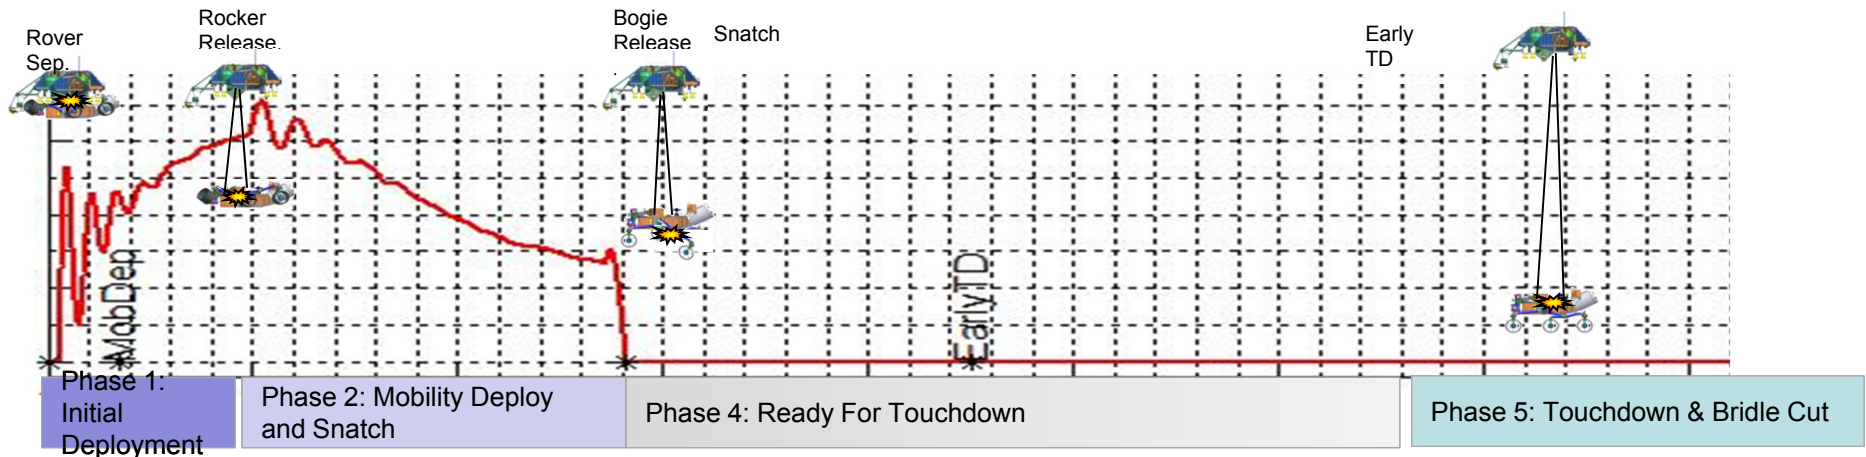 Rover
Sep.
Rocker
Release.
Bogie
Release
.
Snatch
Early
TD
MobDep
EarlyTD
Phase 1:
Initial
Deployment
Phase 2: Mobility Deploy
and Snatch
Phase 4: Ready For Touchdown
Phase 5: Touchdown & Bridle Cut